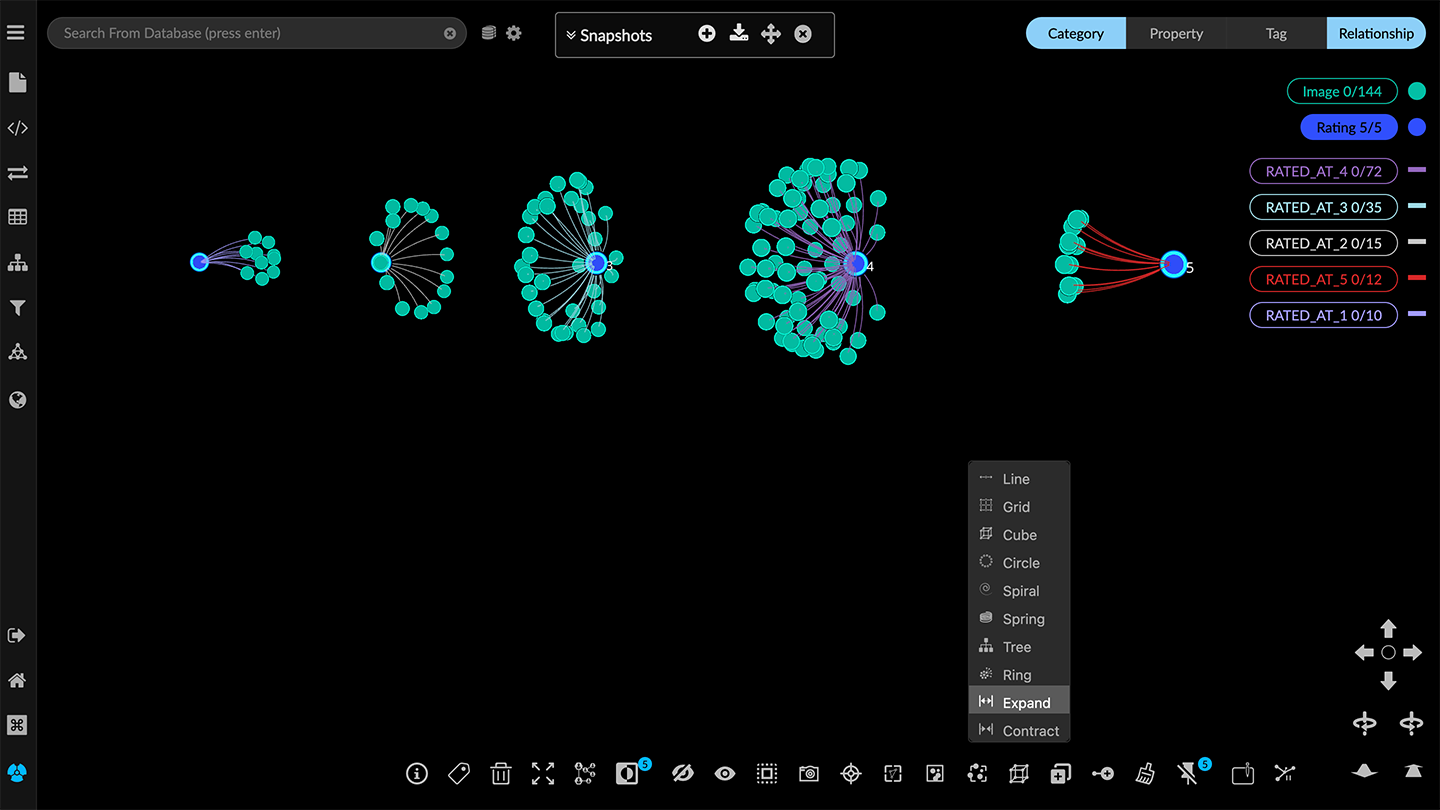 Search From Database (press enter)
Snapshots
Category Property Tag Relationship
Image 0/144
Rating 5/5
RATED_AT_4 0/72
RATED_AT_3 0/35
RATED_AT_2 0/15
RATED_AT_5 0/12
RATED_AT_1 0/10
3
4
5
Line
Grid
Cube
Circle
Spiral
Spring
Tree
Ring
Expand
Contract
5
5